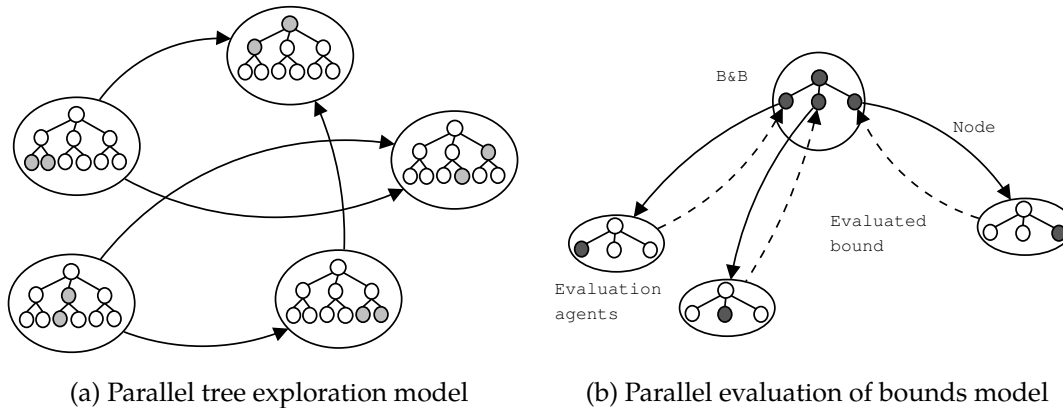 B&B
Node
Evaluated
bound
Evaluation
agents
(a) Parallel tree exploration model
(b) Parallel evaluation of bounds model